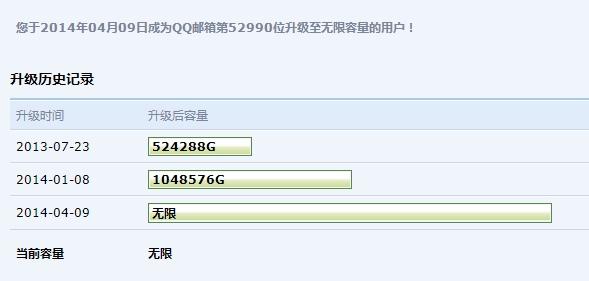 您于2014年04月09日成为QQ邮箱第52990位升级至无限容量的用户！
升级历史记录
升级时间 升级后容量
2013-07-23 524288G
2014-01-08 1048576G
2014-04-09 无限
当前容量 无限